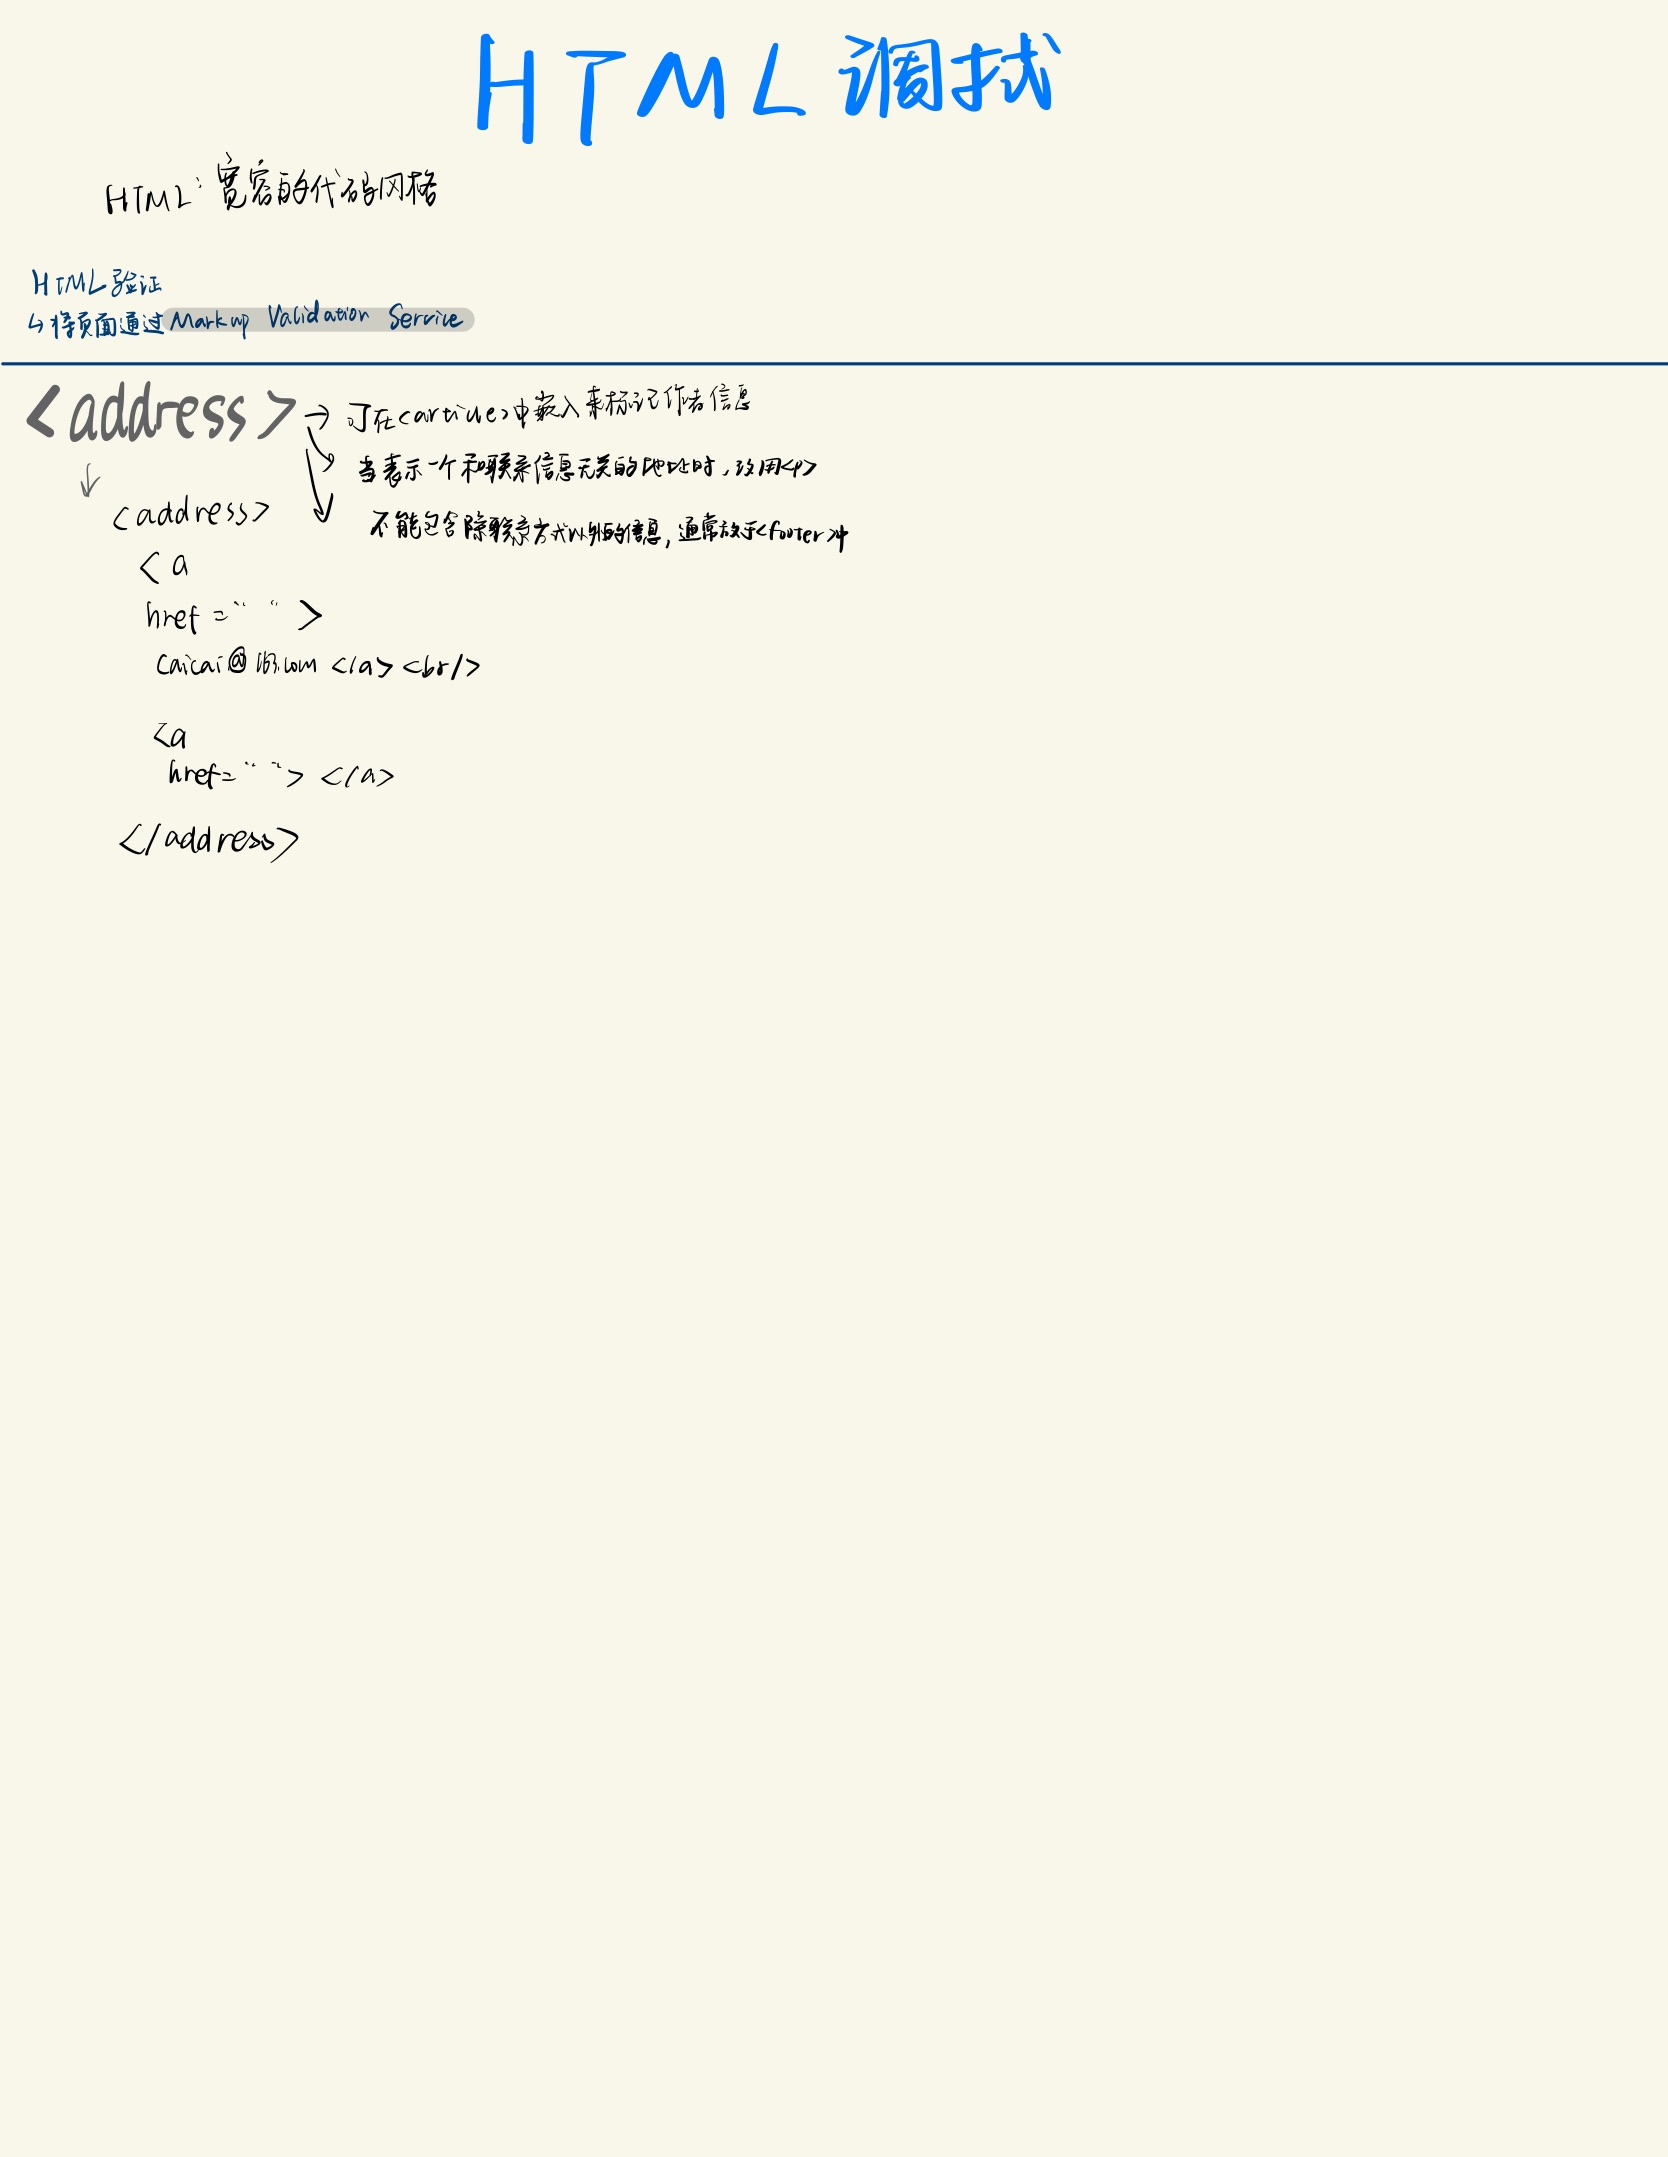 HTML 调试
HTML：宽容的代码风格
HTML验证
↳将页面通过 Markup Validation Service
<address> → 可在<article>中嵌入来标记作者信息
当表示一个和联系信息无关的地址时，改用<p>
不能包含除联系方式以外的信息，通常放于<footer>中
<address>
<a
href=“ ”>
caicai@163.com </a> <br/>
<a
href=“ ”> </a>
</address>